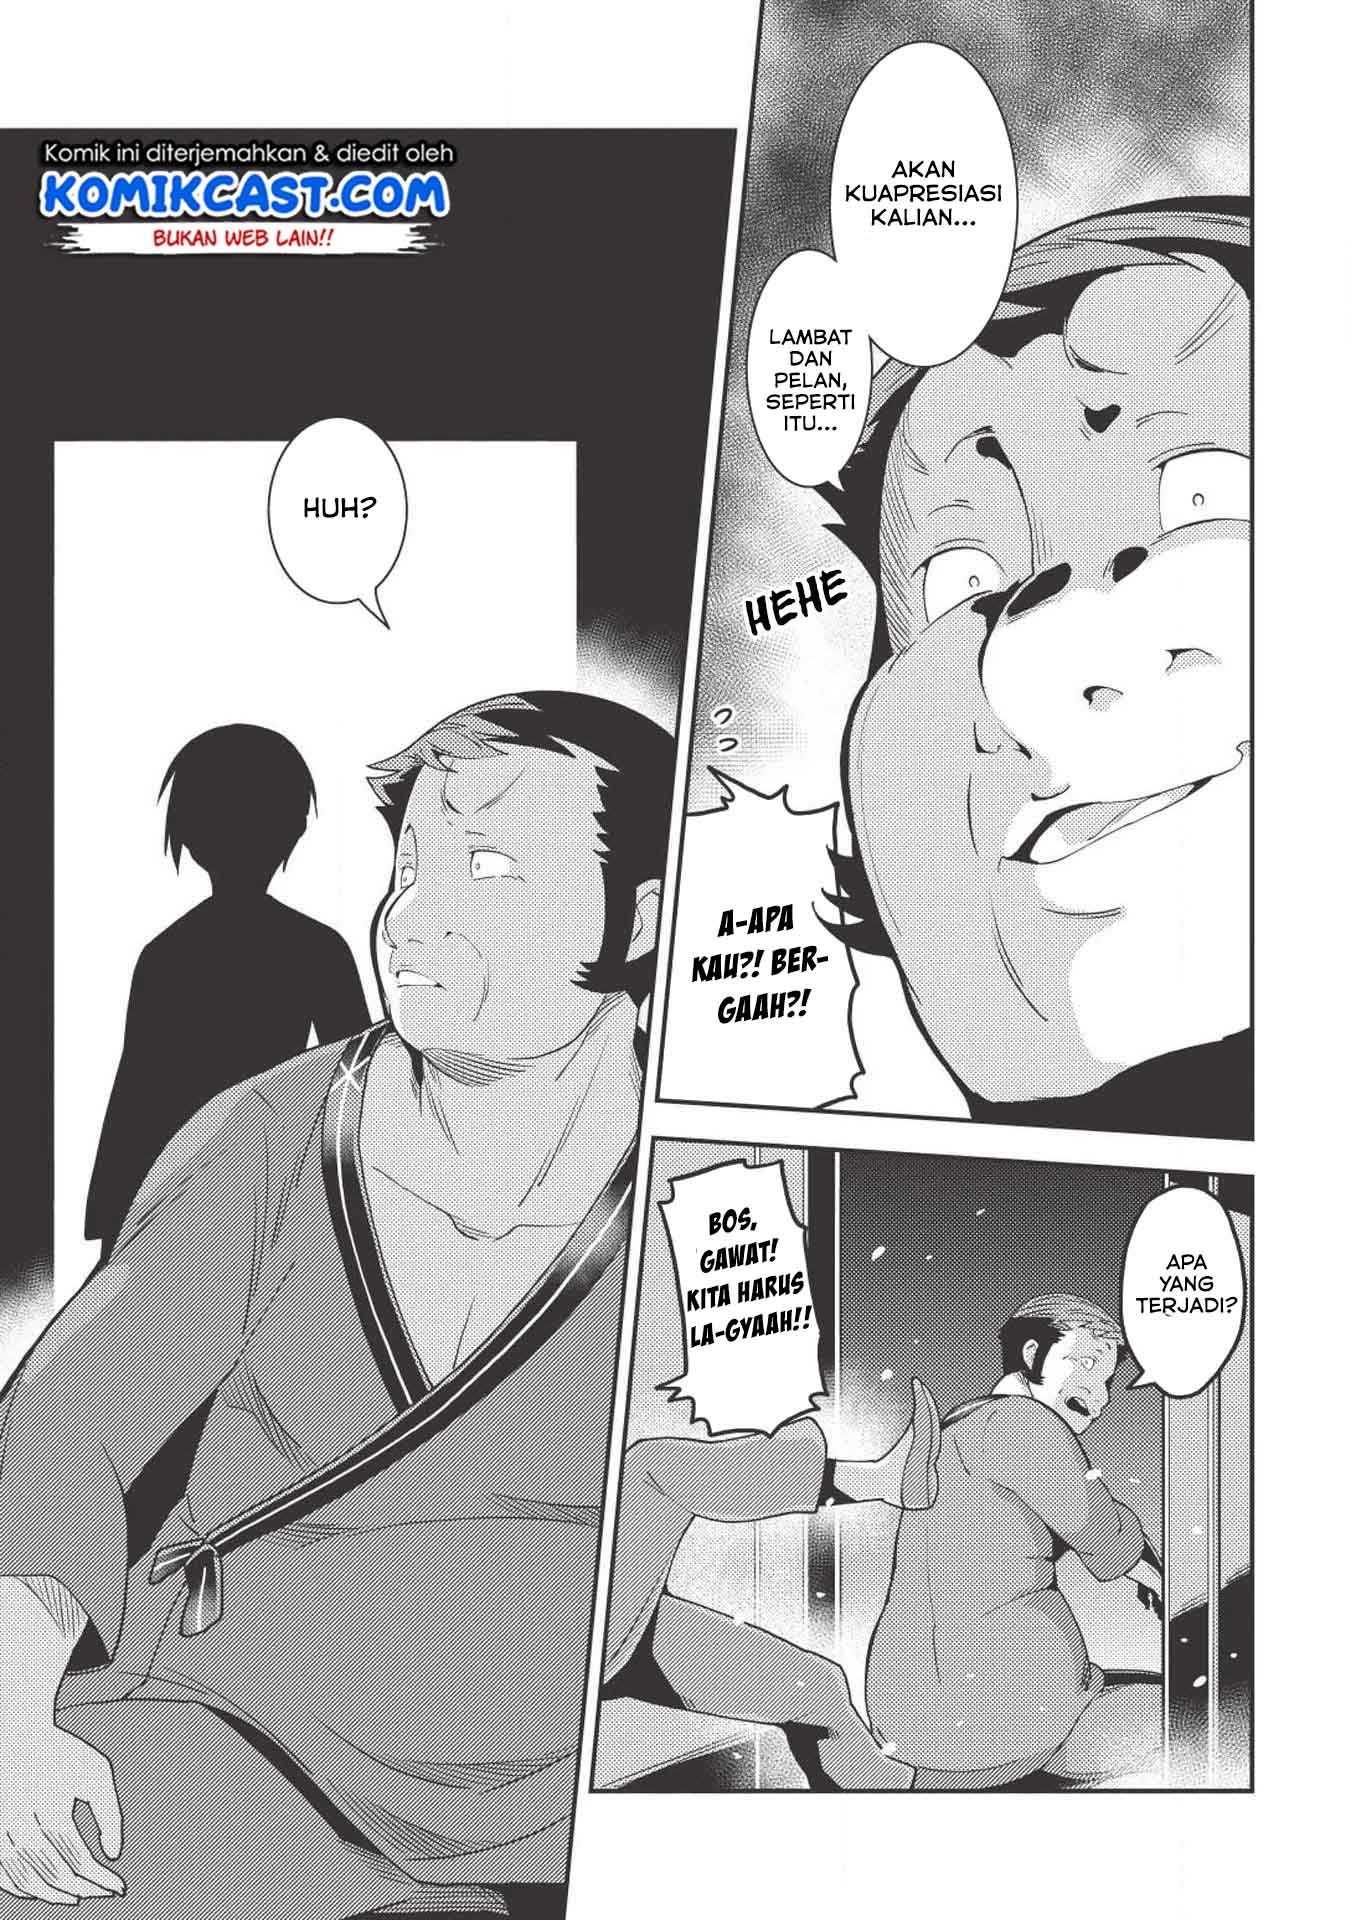 Komik ini diterjemahkan & diedit oleh
KOMIKCAST.COM
BUKAN WEB LAIN!!
AKAN
KUAPRESIASI
KALIAN...
LAMBAT
DAN
PELAN,
SEPERTI
ITU...
HEHE
A-APA
KAU?! BER-
GAAH?!
APA
YANG
TERJADI?
BOS,
GAWAT!
KITA HARUS
LA-GYAAH!!
HUH?